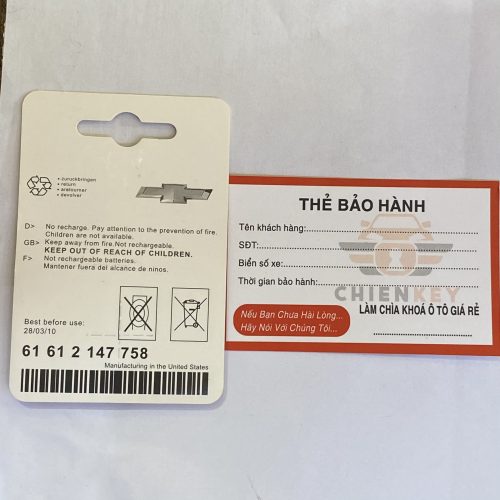 • zuruckbringen
• return
• aretourner
• devolver
D> No recharge. Pay attention to the prevention of fire.
Children are not available.
GB> Keep away from fire.Not rechargeable.
KEEP OUT OF REACH OF CHILDREN.
F> Not rechargeable batteries.
Mantener fuera del alcance de ninos.
Best before use:
28/03/10
61 61 2 147 758
Manufacturing in the United States
THẺ BẢO HÀNH
Tên khách hàng:
SĐT:
Biển số xe:
Thời gian bảo hành:
CHIENKEY
LÀM CHÌA KHOÁ Ô TÔ GIÁ RẺ
Nếu Bạn Chưa Hài Lòng...
Hãy Nói Với Chúng Tôi...